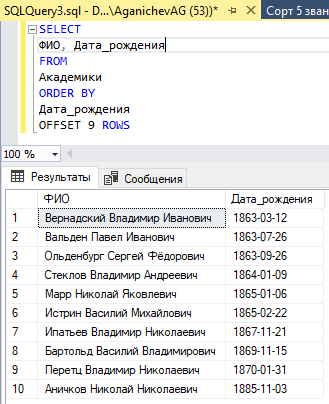 SQLQuery3.sql - D...\AganichevAG (53))* Сорт 5 зван
SELECT
ФИО, Дата_рождения
FROM
Академики
ORDER BY
Дата_рождения
OFFSET 9 ROWS
100 %
Результаты Сообщения
ФИО Дата_рождения
1 Вернадский Владимир Иванович 1863-03-12
2 Вальден Павел Иванович 1863-07-26
3 Ольденбург Сергей Фёдорович 1863-09-26
4 Стеклов Владимир Андреевич 1864-01-09
5 Марр Николай Яковлевич 1865-01-06
6 Истрин Василий Михайлович 1865-02-22
7 Ипатьев Владимир Николаевич 1867-11-21
8 Бартольд Василий Владимирович 1869-11-15
9 Перетц Владимир Николаевич 1870-01-31
10 Аничков Николай Николаевич 1885-11-03